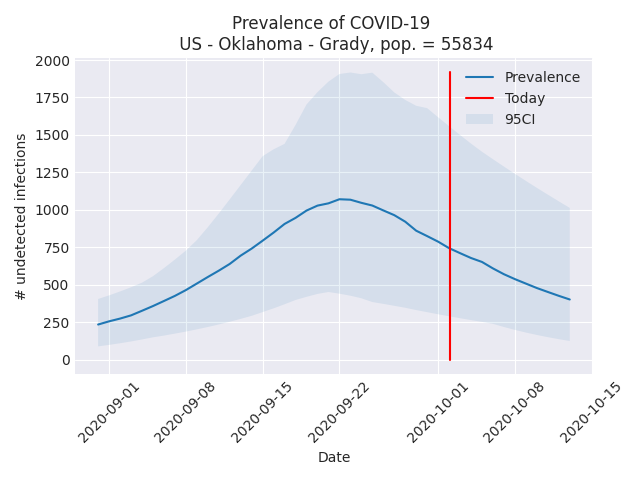 Prevalence of COVID-19
US - Oklahoma - Grady, pop. = 55834
2000
1750
1500
1250
1000
750
500
250
0
# undetected infections
Prevalence
Today
95CI
2020-09-01
2020-09-08
2020-09-15
2020-09-22
2020-10-01
2020-10-08
2020-10-15
Date